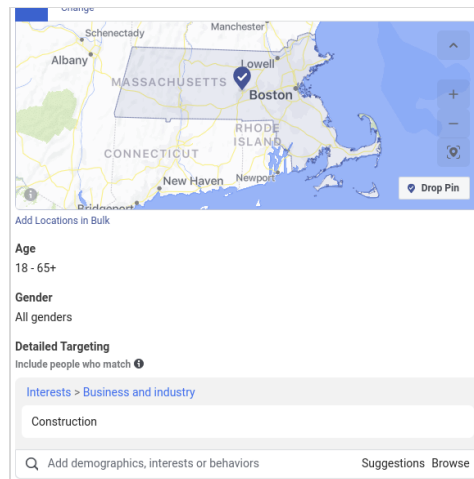 Change
Schenectady
Manchester
Albany
Lowell
MASSACHUSETTS
Boston
RHODE
ISLAND
CONNECTICUT
New Haven
Newport
Bridgeport
Drop Pin
Add Locations in Bulk
Age
18 - 65+
Gender
All genders
Detailed Targeting
Include people who match
Interests > Business and industry
Construction
Add demographics, interests or behaviors
Suggestions Browse